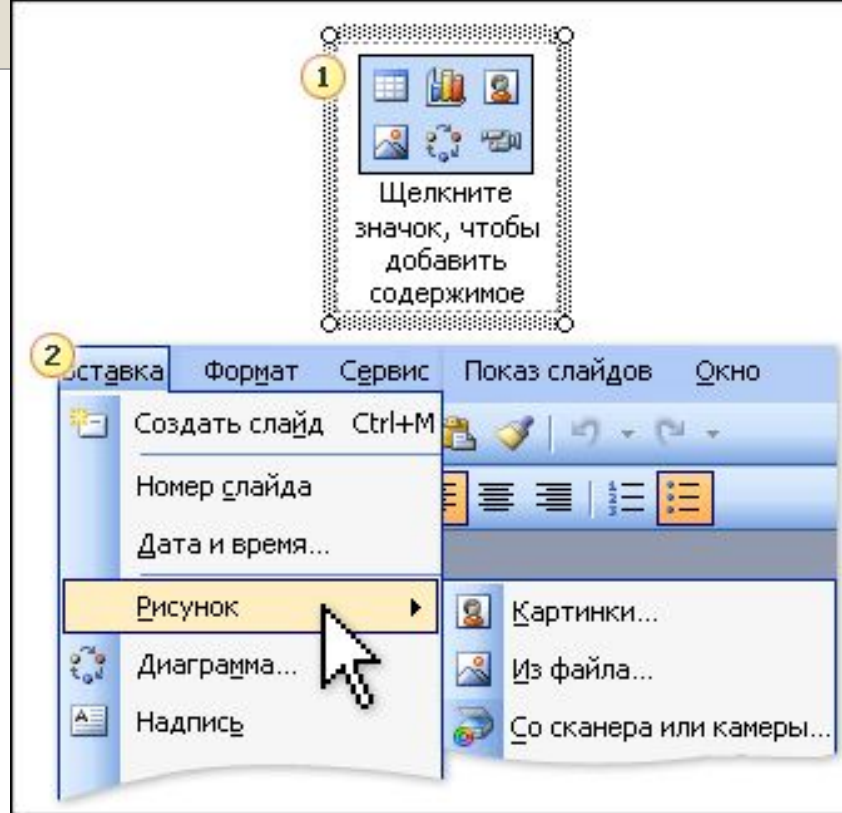 1
Щелкните
значок, чтобы
добавить
содержимое
2
ставка Формат Сервис Показ слайдов Окно
Создать слайд Ctrl+M
Номер слайда
Дата и время...
Рисунок
Картинки...
Диаграмма...
Из файла...
Надпись
Со сканера или камеры...